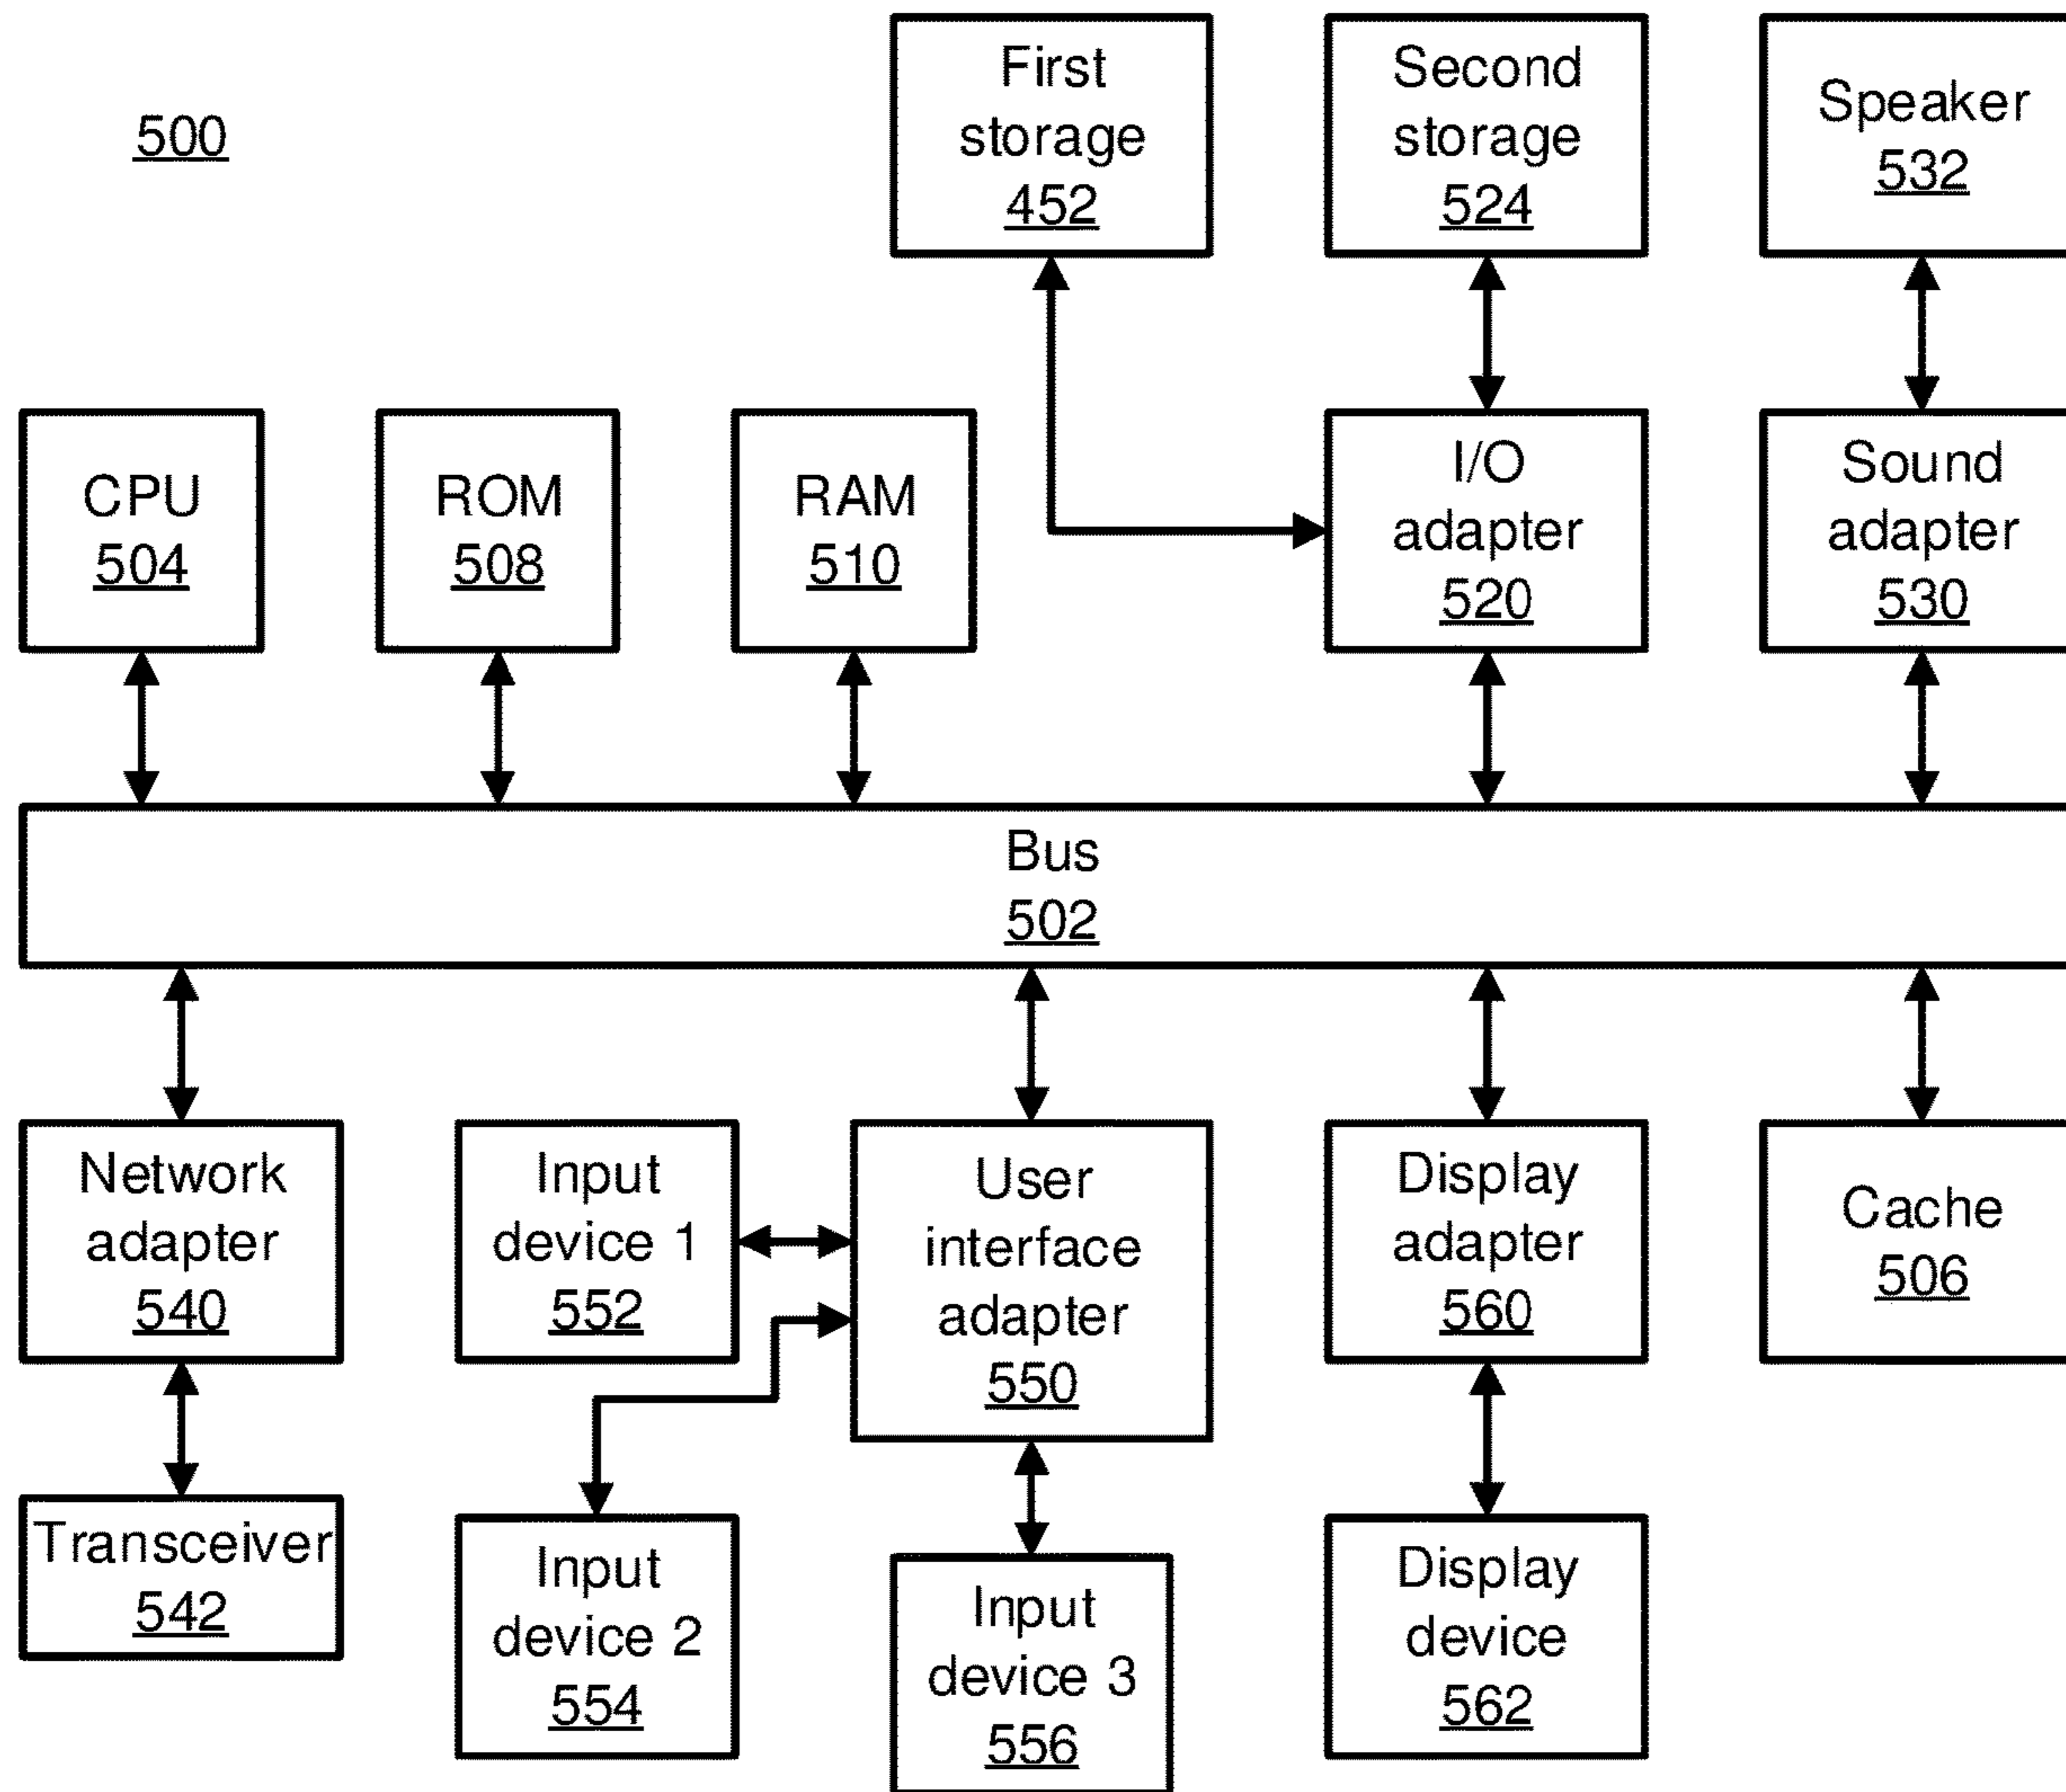 500
First
storage
452
Second
storage
524
Speaker
532
CPU
504
ROM
508
RAM
510
I/O
adapter
520
Sound
adapter
530
Bus
502
Network
adapter
540
Input
device 1
552
User
interface
adapter
550
Display
adapter
560
Cache
506
Transceiver
542
Input
device 2
554
Input
device 3
556
Display
device
562